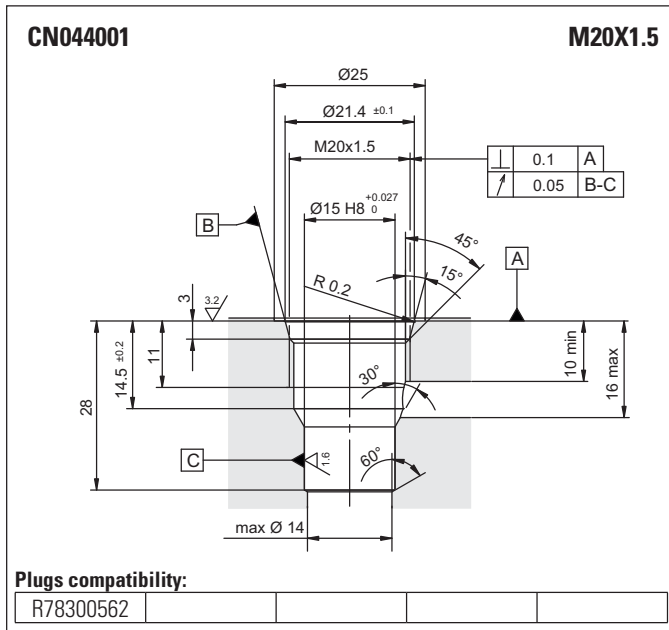 CN044001 M20X1.5
Ø25
Ø21.4 ±0.1
M20x1.5
⊥ 0.1 A
↗ 0.05 B-C
Ø15 H8 +0.027 0
B
45°
15°
A
R 0.2
3
3.2
14.5 ±0.2
11
28
30°
10 min
16 max
C
1.6
60°
max Ø 14
Plugs compatibility:
R78300562